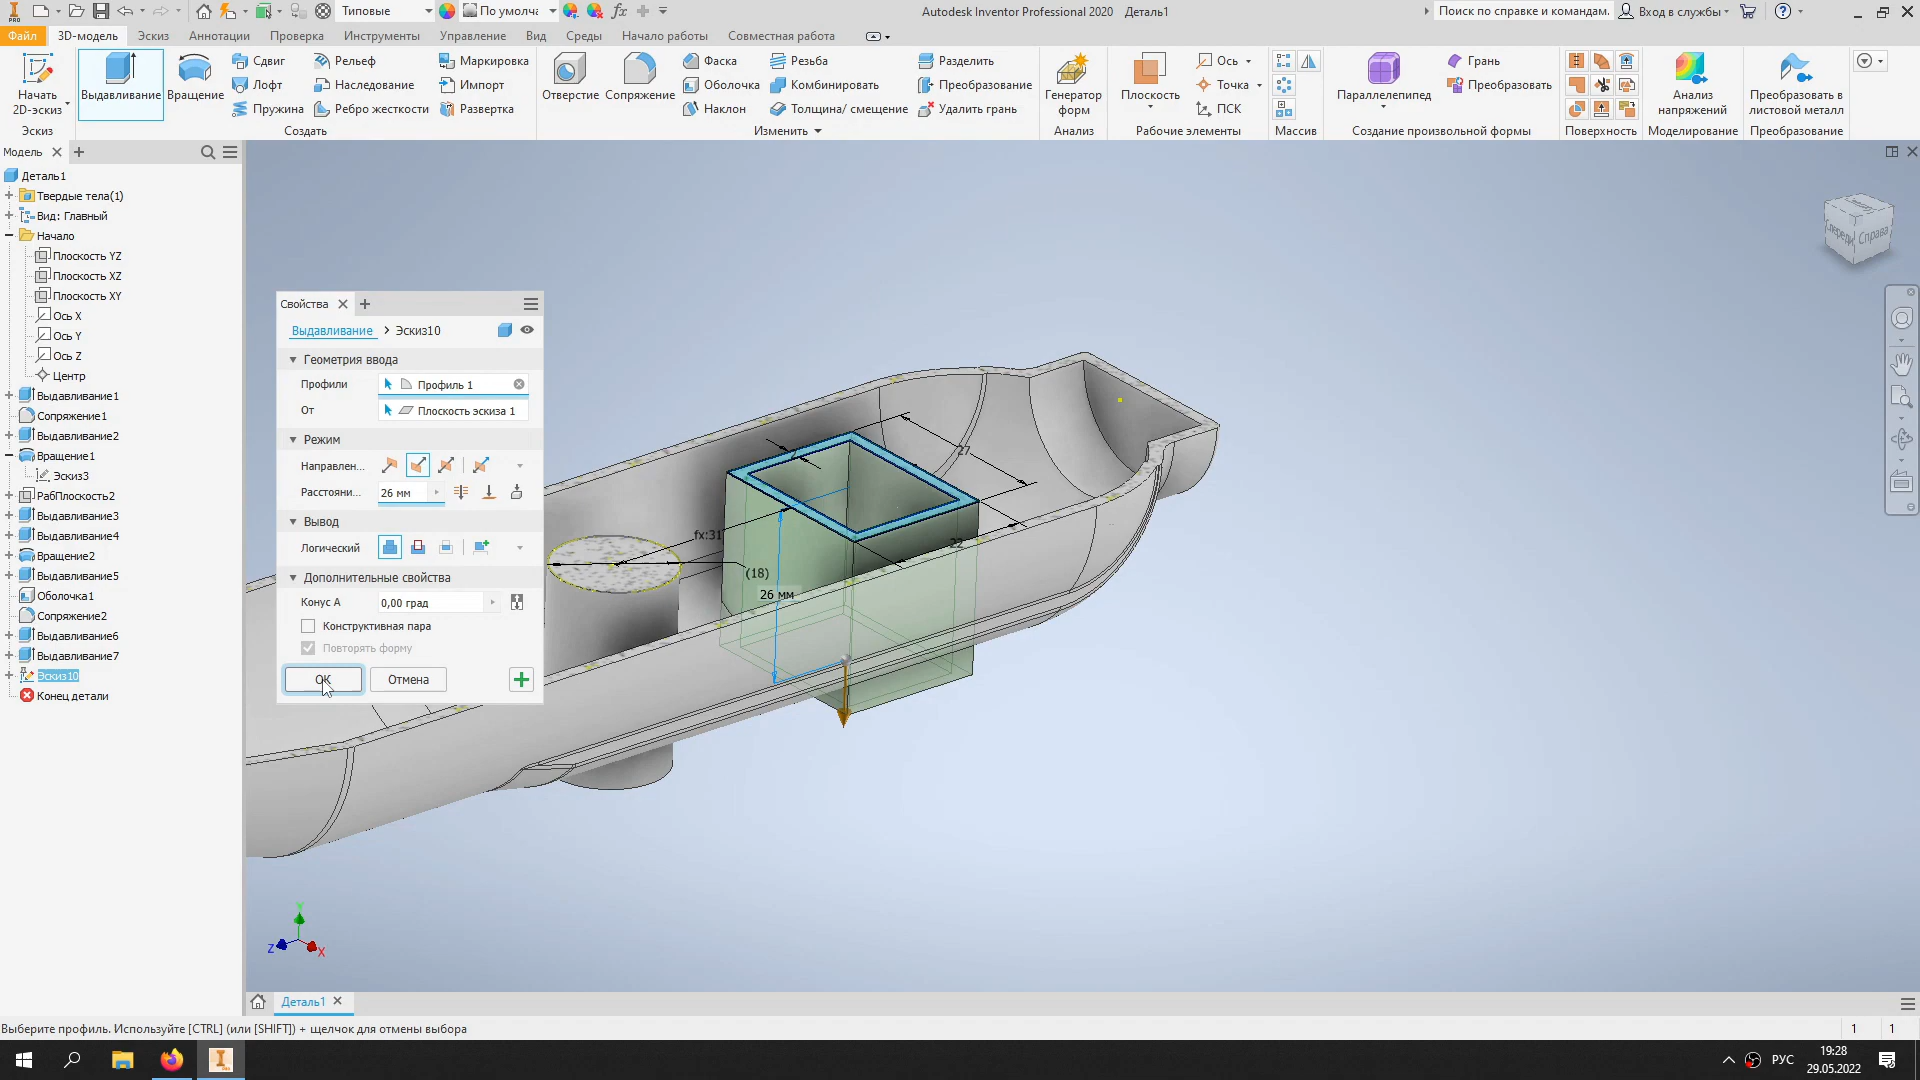 Типовые
По умолча
Autodesk Inventor Professional 2020 Деталь1
Поиск по справке и командам.
Вход в службы
Файл 3D-модель Эскиз Аннотации Проверка Инструменты Управление Вид Среды Начало работы Совместная работа
Начать 2D-эскиз
Выдавливание
Вращение
Сдвиг
Лофт
Пружина
Рельеф
Наследование
Ребро жесткости
Маркировка
Импорт
Развертка
Отверстие
Сопряжение
Фаска
Оболочка
Наклон
Резьба
Комбинировать
Толщина/ смещение
Разделить
Преобразование
Удалить грань
Генератор форм
Плоскость
Ось
Точка
ПСК
Параллелепипед
Грань
Преобразовать
Анализ напряжений
Преобразовать в листовой металл
Эскиз Создать Изменить Анализ Рабочие элементы Массив Создание произвольной формы Поверхность Моделирование Преобразование
Модель
Деталь1
Твердые тела(1)
Вид: Главный
Начало
Плоскость YZ
Плоскость XZ
Плоскость XY
Ось X
Ось Y
Ось Z
Центр
Выдавливание1
Сопряжение1
Выдавливание2
Вращение1
Эскиз3
РабПлоскость2
Выдавливание3
Выдавливание4
Вращение2
Выдавливание5
Оболочка1
Сопряжение2
Выдавливание6
Выдавливание7
Эскиз10
Конец детали
Свойства
Выдавливание > Эскиз10
Геометрия ввода
Профили Профиль 1
От Плоскость эскиза 1
Режим
Направлен...
Расстояни... 26 мм
Вывод
Логический
Дополнительные свойства
Конус A 0,00 град
Конструктивная пара
Повторять форму
ОК Отмена
27
2
fx:31
22
(18)
26 мм
Спереди Справа
Y
Z
X
Деталь1
Выберите профиль. Используйте [CTRL] (или [SHIFT]) + щелчок для отмены выбора
1 1
РУС
19:28
29.05.2022